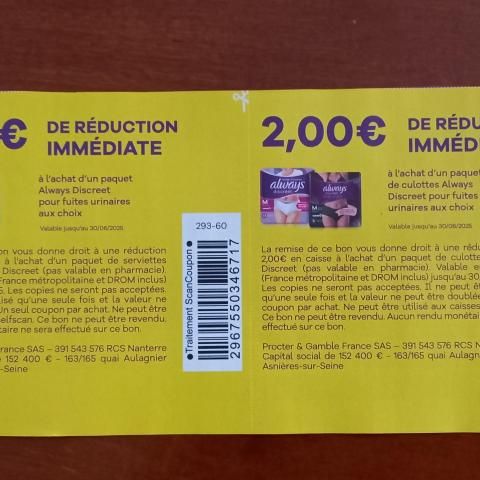 € DE RÉDUCTION
IMMÉDIATE
à l'achat d'un paquet
Always Discreet
pour fuites urinaires
aux choix
Valable jusqu'au 30/06/2025
on vous donne droit à une réduction
à l'achat d'un paquet de serviettes
Discreet (pas valable en pharmacie).
France métropolitaine et DROM inclus)
Les copies ne seront pas acceptées.
lisé qu'une seule fois et la valeur ne
Un seul coupon par achat. Ne peut être
selfscan. Ce bon ne peut être revendu.
taire ne sera effectué sur ce bon.
France SAS – 391 543 576 RCS Nanterre
152 400 € - 163/165 quai Aulagnier
-Seine
293-60
Traitement ScanCoupon
2967550346717
2,00€ DE RÉDU
IMMÉDI
à l'achat d'un paquet
de culottes Always
Discreet pour fuites
urinaires aux choix
Valable jusqu'au 30/06/2025
always
discreet
M
always
M
La remise de ce bon vous donne droit à une rédu
2,00€ en caisse à l'achat d'un paquet de culotte
Discreet (pas valable en pharmacie). Valable e
(France métropolitaine et DROM inclus) jusqu'au 30
Les copies ne seront pas acceptées. Il ne peut
qu'une seule fois et la valeur ne peut être doublée
coupon par achat. Ne peut être utilisé aux caisses
Ce bon ne peut être revendu. Aucun rendu monéta
effectué sur ce bon.
Procter & Gamble France SAS – 391 543 576 RCS N
Capital social de 152 400 € - 163/165 quai Aulag
Asnières-sur-Seine